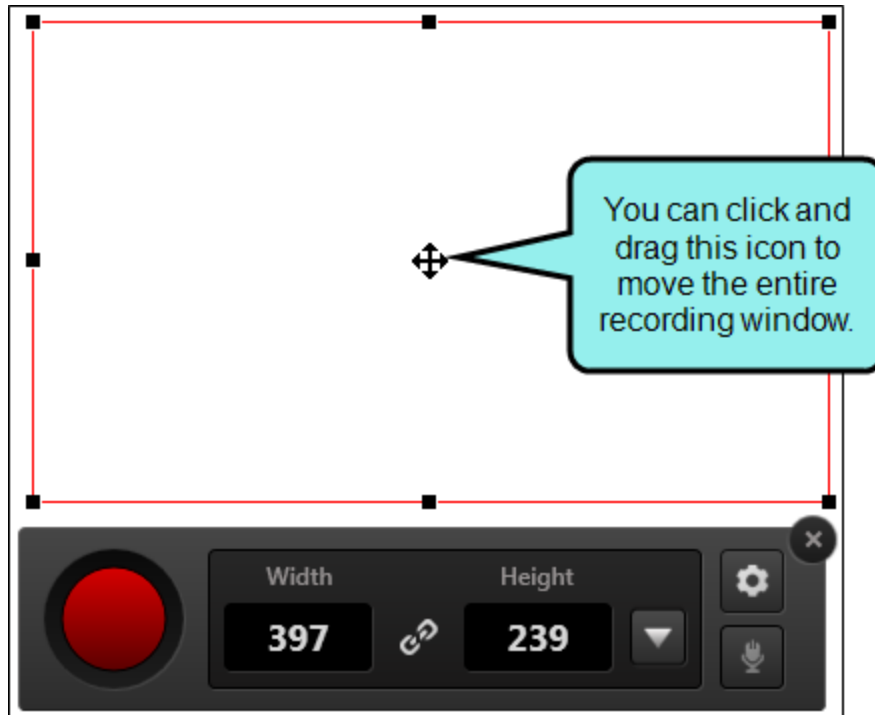 You can click and
drag this icon to
move the entire
recording window.
Width
Height
397
239